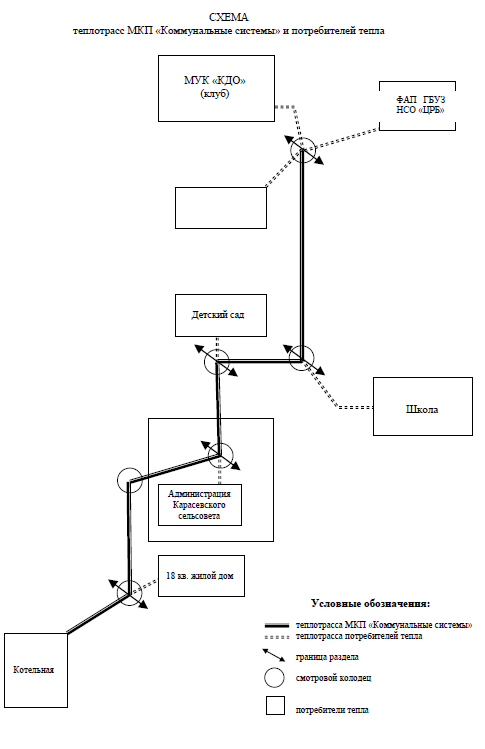 СХЕМА
теплотрасс МКП «Коммунальные системы» и потребителей тепла
МУК «КДО»
(клуб)
ФАП ГБУЗ
НСО «ЦРБ»
Детский сад
Школа
Администрация
Карасевского
сельсовета
18 кв. жилой дом
Котельная
Условные обозначения:
теплотрасса МКП «Коммунальные системы»
теплотрасса потребителей тепла
граница раздела
смотровой колодец
потребители тепла